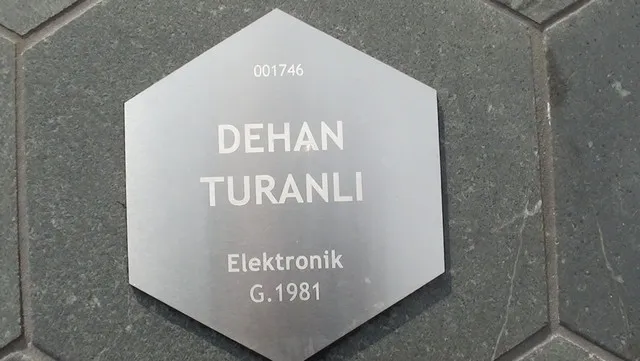 001746
DEHAN
TURANLI
Elektronik
G.1981